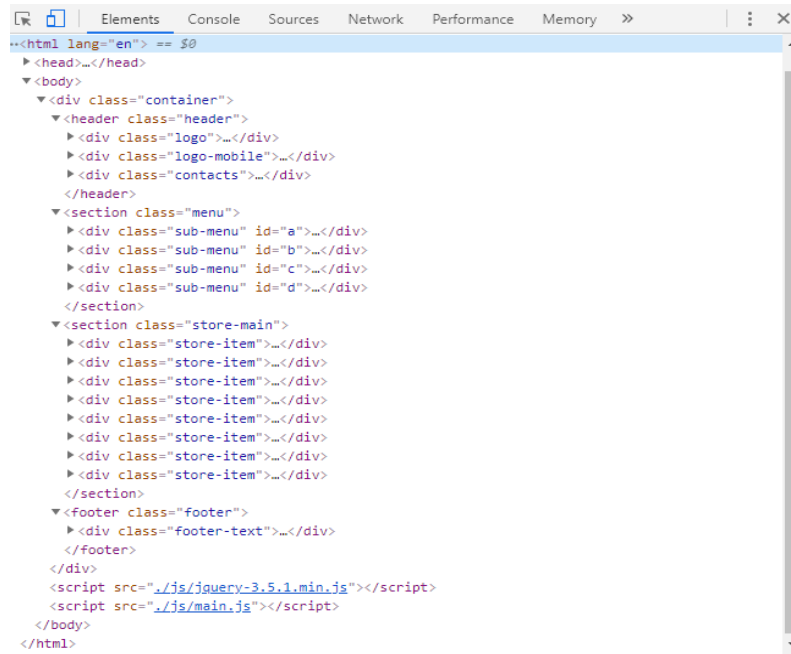 Elements Console Sources Network Performance Memory »
··<html lang="en"> == $0
▶<head>…</head>
▼<body>
▼<div class="container">
▼<header class="header">
▶<div class="logo">…</div>
▶<div class="logo-mobile">…</div>
▶<div class="contacts">…</div>
</header>
▼<section class="menu">
▶<div class="sub-menu" id="a">…</div>
▶<div class="sub-menu" id="b">…</div>
▶<div class="sub-menu" id="c">…</div>
▶<div class="sub-menu" id="d">…</div>
</section>
▼<section class="store-main">
▶<div class="store-item">…</div>
▶<div class="store-item">…</div>
▶<div class="store-item">…</div>
▶<div class="store-item">…</div>
▶<div class="store-item">…</div>
▶<div class="store-item">…</div>
▶<div class="store-item">…</div>
▶<div class="store-item">…</div>
</section>
▼<footer class="footer">
▶<div class="footer-text">…</div>
</footer>
</div>
<script src="./js/jquery-3.5.1.min.js"></script>
<script src="./js/main.js"></script>
</body>
</html>